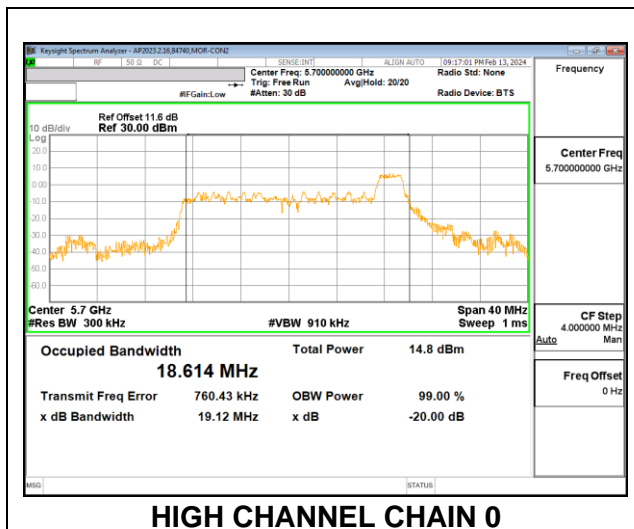 Keysight Spectrum Analyzer - AP2023.2.16,84740,MOR-CON2
RF 50 Ω DC SENSE:INT ALIGN AUTO 09:17:01 PM Feb 13, 2024
Center Freq: 5.700000000 GHz Radio Std: None
Trig: Free Run Avg|Hold: 20/20
#IFGain:Low #Atten: 30 dB Radio Device: BTS
Ref Offset 11.6 dB
10 dB/div Ref 30.00 dBm
Log
20.0
10.0
0.00
-10.0
-20.0
-30.0
-40.0
-50.0
-60.0
Center 5.7 GHz Span 40 MHz
#Res BW 300 kHz #VBW 910 kHz Sweep 1 ms
Occupied Bandwidth Total Power 14.8 dBm
18.614 MHz
Transmit Freq Error 760.43 kHz OBW Power 99.00 %
x dB Bandwidth 19.12 MHz x dB -20.00 dB
MSG STATUS
Frequency
Center Freq
5.700000000 GHz
CF Step
4.000000 MHz
Auto Man
Freq Offset
0 Hz
HIGH CHANNEL CHAIN 0